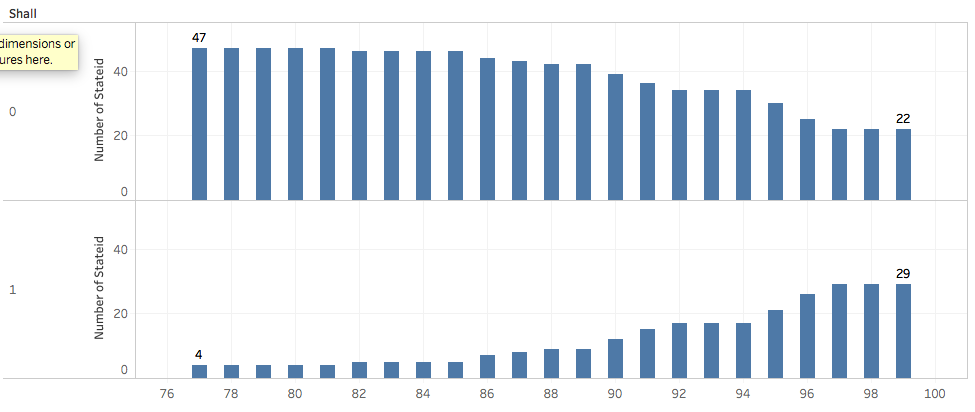 Shall
dimensions or
ures here.
47
22
40
20
0
Number of Stateid
0
4
29
40
20
0
Number of Stateid
1
76 78 80 82 84 86 88 90 92 94 96 98 100